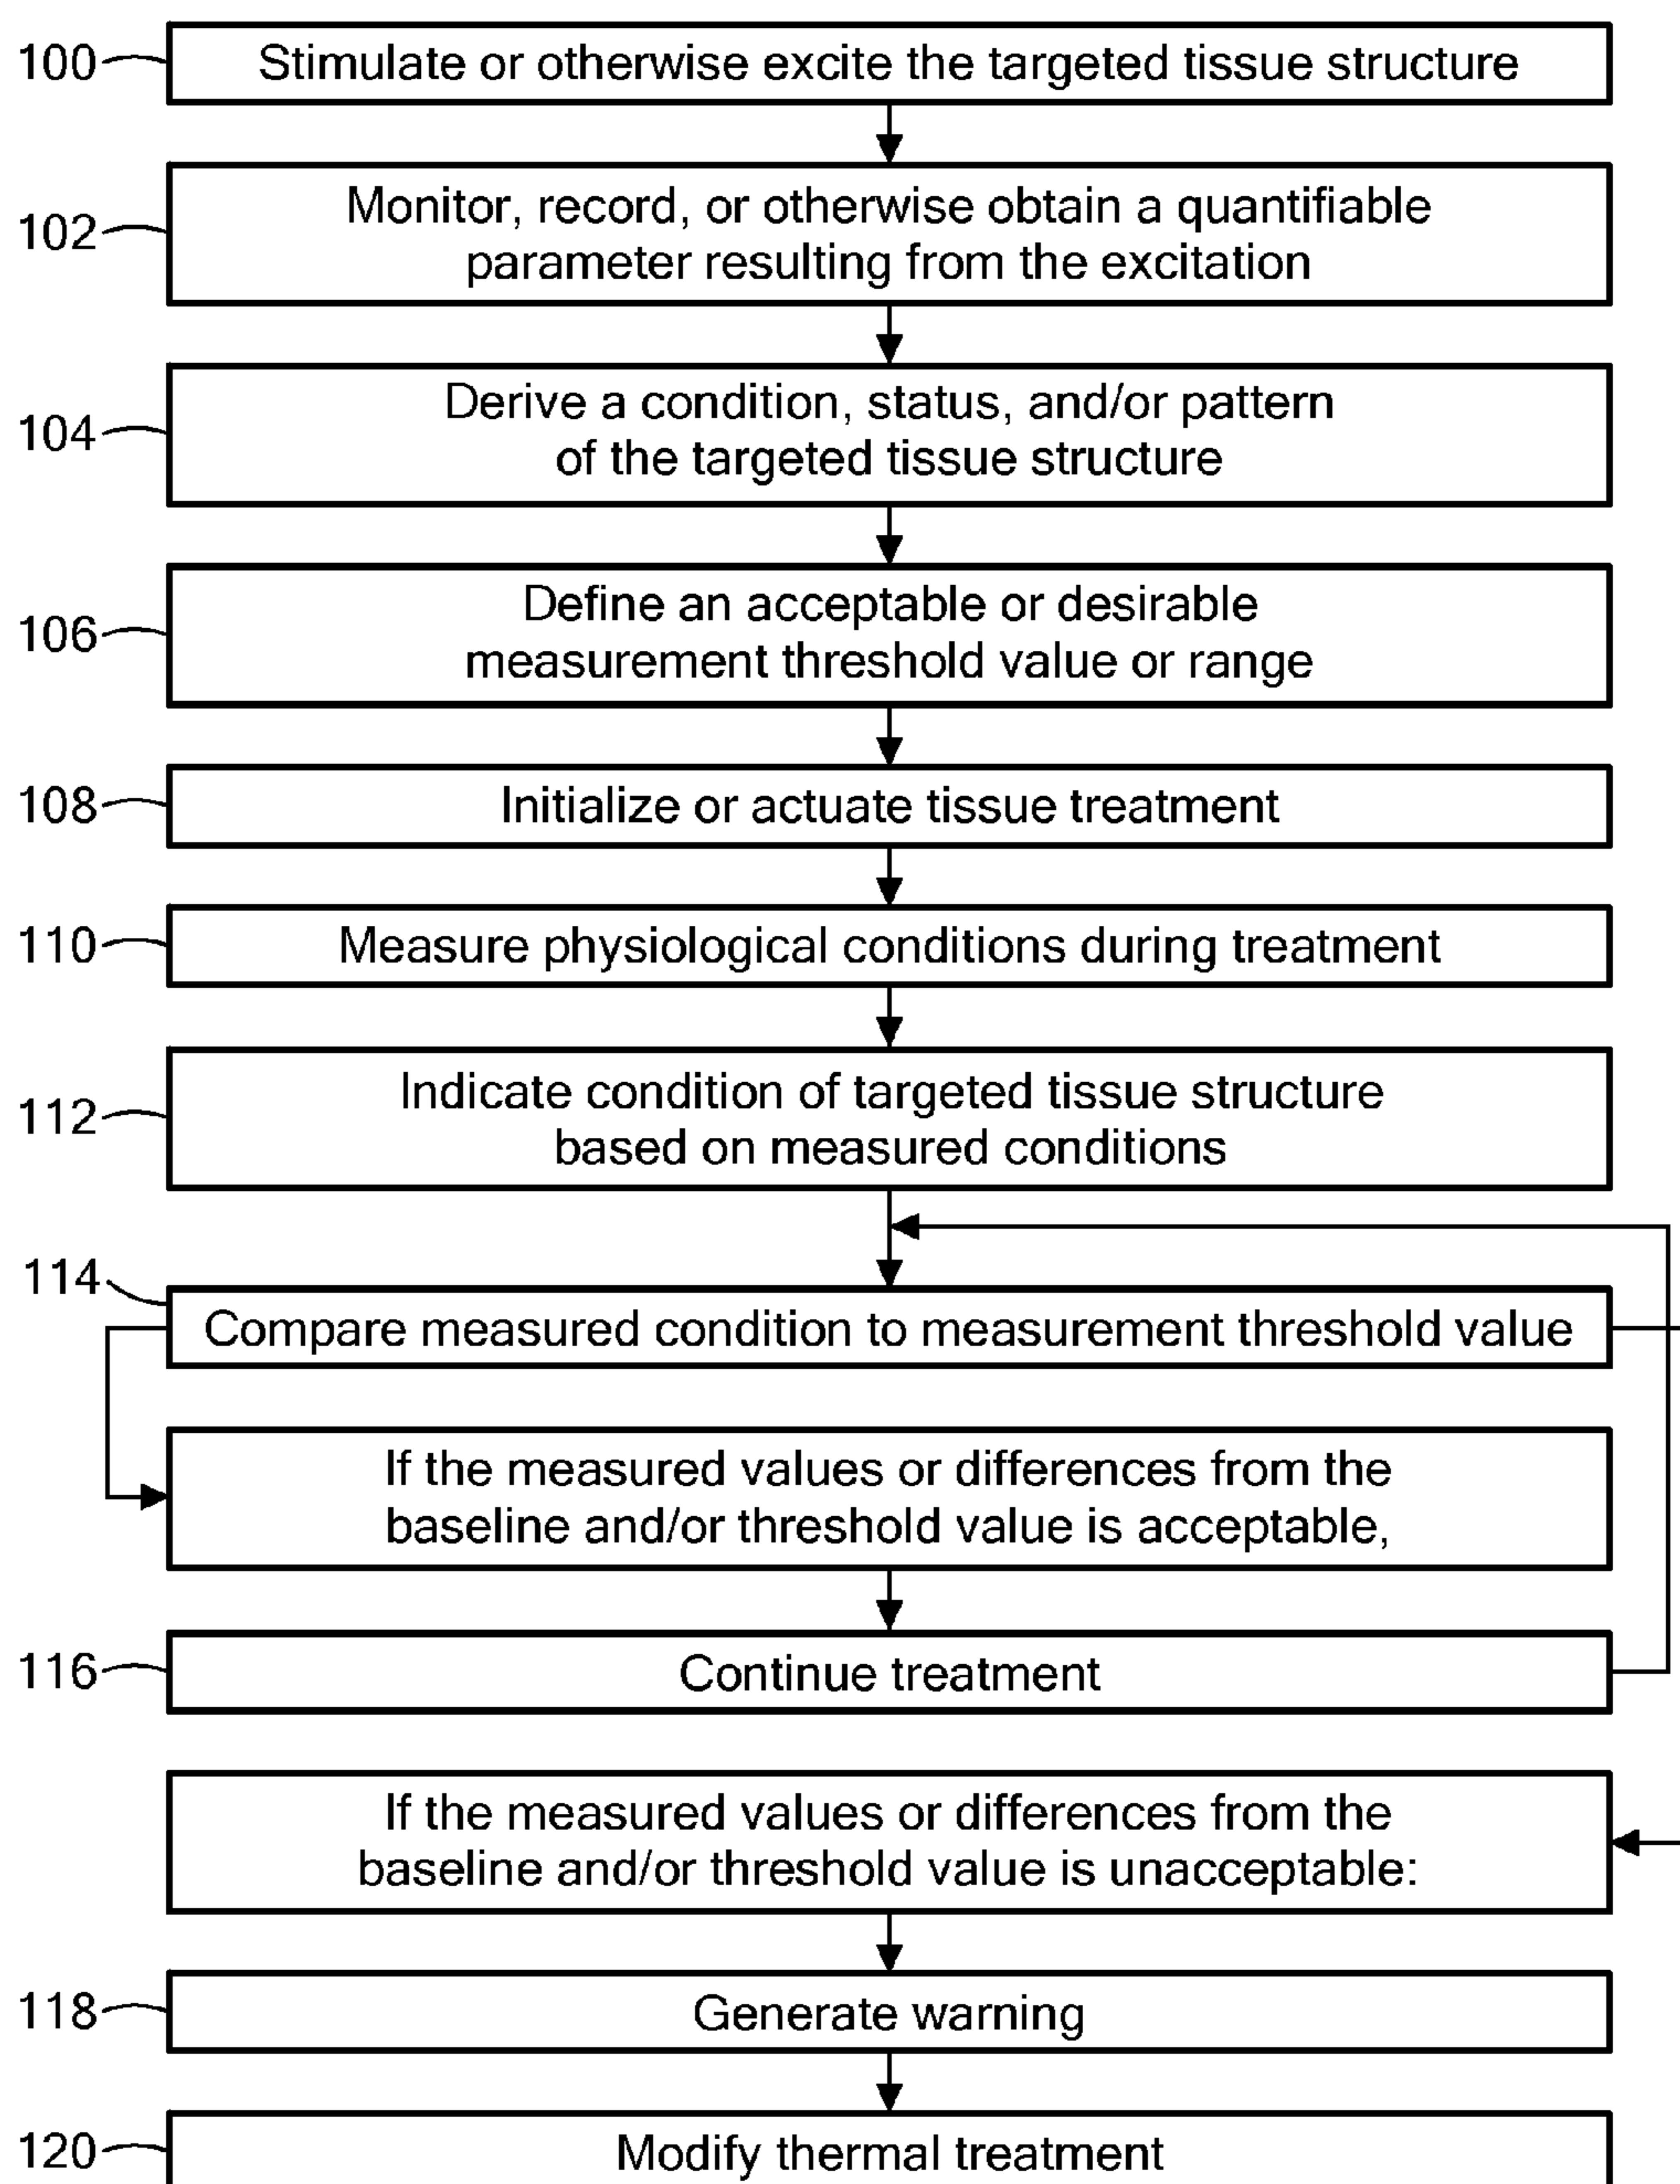 100 Stimulate or otherwise excite the targeted tissue structure
Monitor, record, or otherwise obtain a quantifiable
102
parameter resulting from the excitation
Derive a condition, status, and/or pattern
104
of the targeted tissue structure
Define an acceptable or desirable
106
measurement threshold value or range
108 Initialize or actuate tissue treatment
110 Measure physiological conditions during treatment
Indicate condition of targeted tissue structure
112
based on measured conditions
114
Compare measured condition to measurement threshold value
If the measured values or differences from the
baseline and/or threshold value is acceptable,
116 Continue treatment
If the measured values or differences from the
baseline and/or threshold value is unacceptable:
118 Generate warning
120 Modify thermal treatment